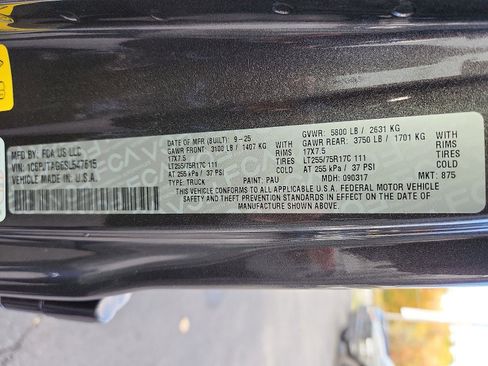 MFD BY: FCA US LLC
VEHICLE MADE IN: U.S.A.
DATE OF MFR (BUILT): 9-25
GAWR FRONT: 3100 LB / 1407 KG WITH
17X7.5 RIMS
LT255/75R17C 111 TIRES
AT 255 kPa / 37 PSI COLD
GVWR: 5800 LB / 2631 KG
GAWR REAR: 3750 LB / 1701 KG WITH
17X7.5 RIMS
LT255/75R17C 111 TIRES
AT 255 kPa / 37 PSI COLD
TYPE: TRUCK PAINT: PAU MDH: 090317 MKT: 875
THIS VEHICLE CONFORMS TO ALL APPLICABLE U.S.A. FEDERAL MOTOR VEHICLE
SAFETY, BUMPER, AND THEFT PREVENTION STANDARDS IN EFFECT ON THE DATE OF
MANUFACTURE SHOWN ABOVE.